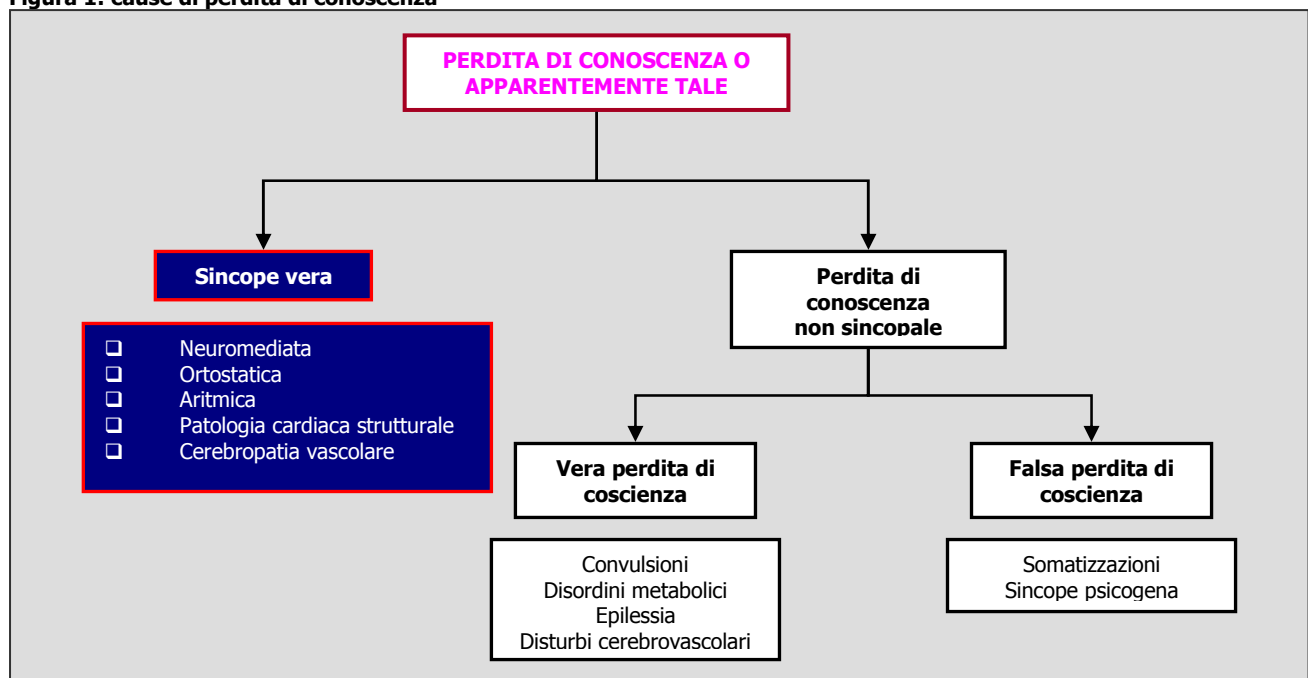 Figura 1. Cause di perdita di conoscenza
PERDITA DI CONOSCENZA O
APPARENTEMENTE TALE
Sincope vera
Perdita di
conoscenza
non sincopale
❑ Neuromediata
❑ Ortostatica
❑ Aritmica
❑ Patologia cardiaca strutturale
❑ Cerebropatia vascolare
Vera perdita di
coscienza
Falsa perdita di
coscienza
Convulsioni
Disordini metabolici
Epilessia
Disturbi cerebrovascolari
Somatizzazioni
Sincope psicogena